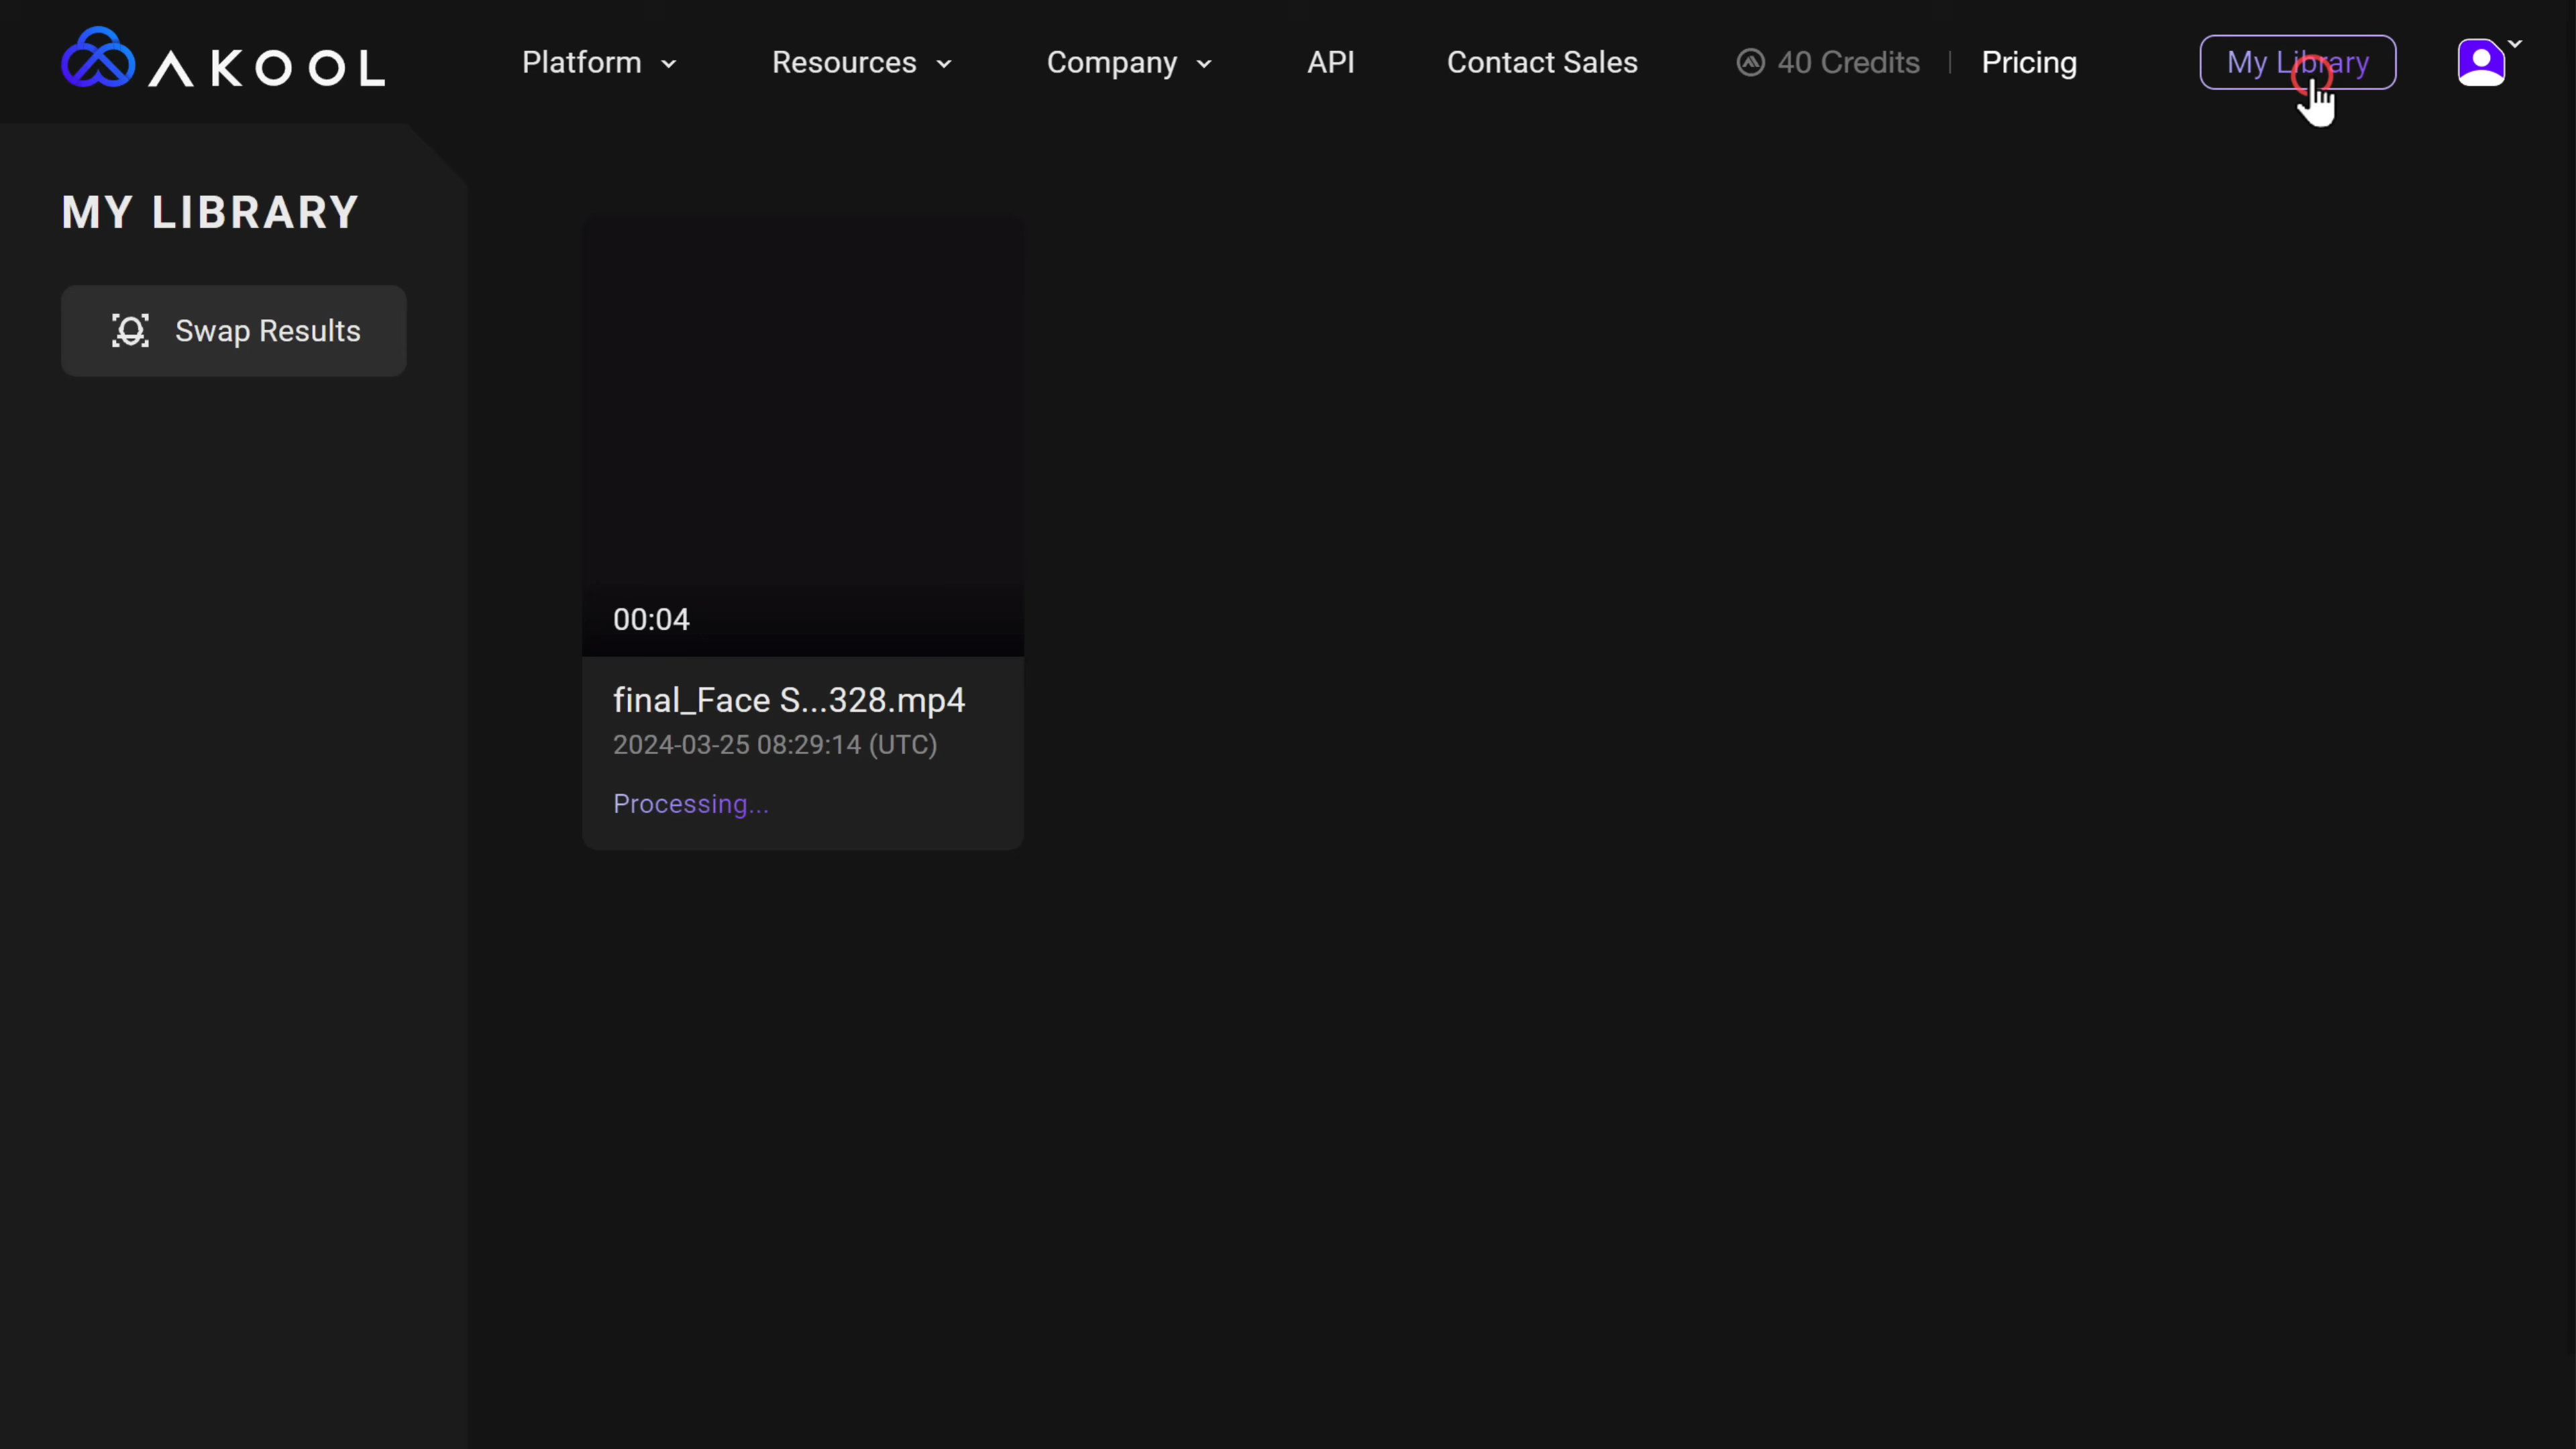 AKOOL
Platform
Resources
Company
API
Contact Sales
40 Credits
Pricing
My Library
MY LIBRARY
Swap Results
00:04
final_Face S...328.mp4
2024-03-25 08:29:14 (UTC)
Processing...